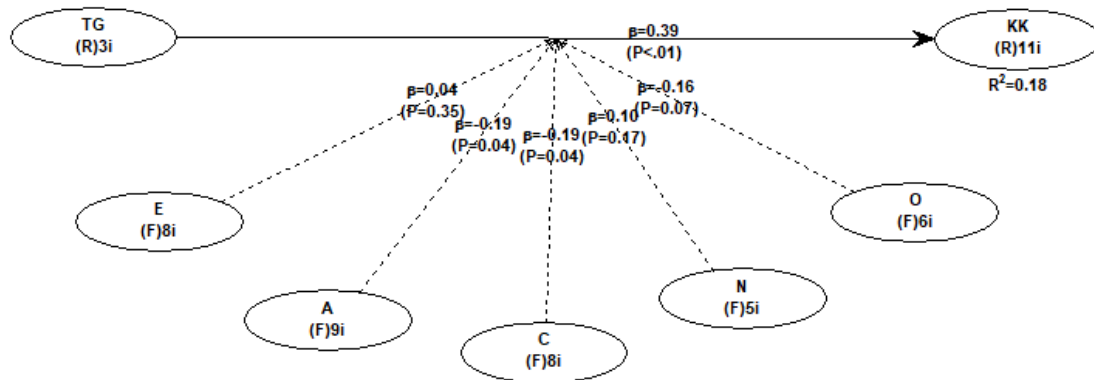 TG
(R)3i
KK
(R)11i
R²=0.18
β=0.39
(P<.01)
β=0.04
(P=0.35)
β=-0.19
(P=0.04)
β=-0.19
(P=0.04)
β=0.10
(P=0.17)
β=-0.16
(P=0.07)
E
(F)8i
A
(F)9i
C
(F)8i
N
(F)5i
O
(F)6i